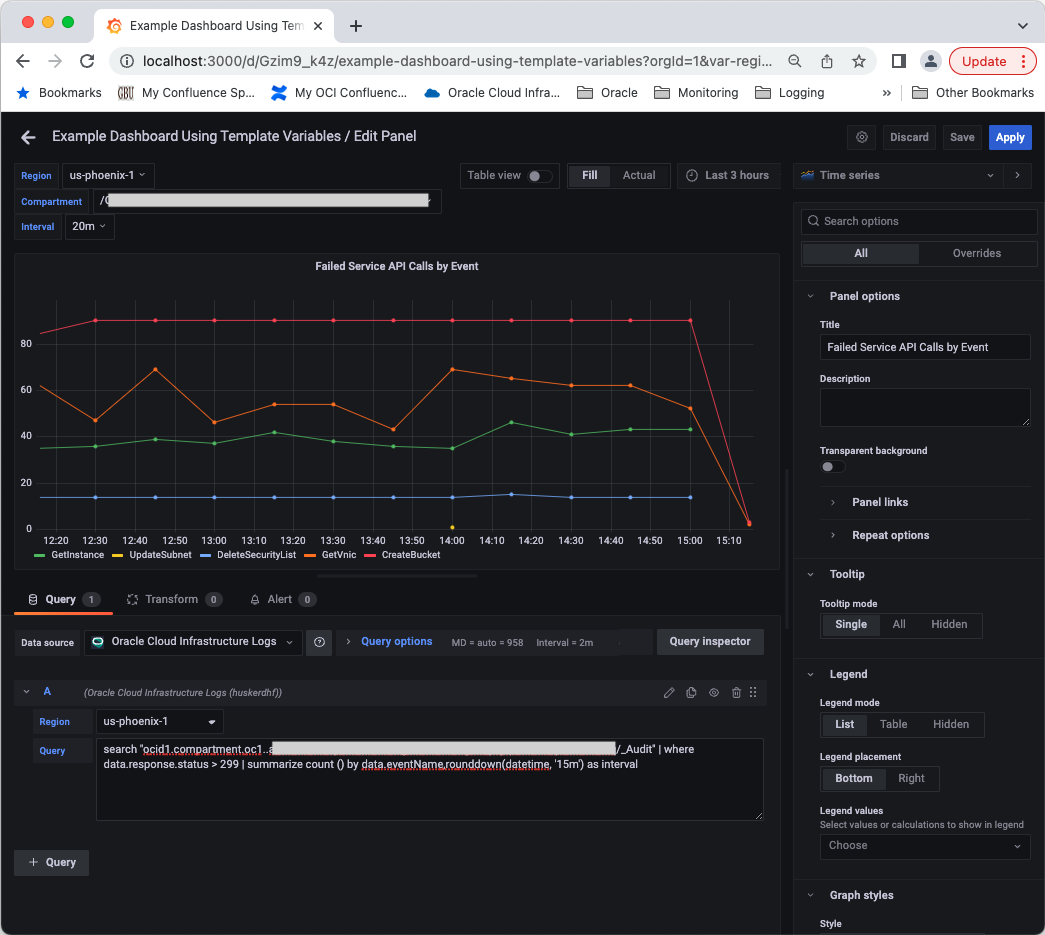 Example Dashboard Using Tem
localhost:3000/d/Gzim9_k4z/example-dashboard-using-template-variables?orgId=1&var-regi...
Update
Bookmarks
My Confluence Sp...
My OCI Confluenc...
Oracle Cloud Infra...
Oracle
Monitoring
Logging
»
Other Bookmarks
Example Dashboard Using Template Variables / Edit Panel
Discard
Save
Apply
Region
us-phoenix-1
Table view
Fill
Actual
Last 3 hours
Time series
Compartment
Interval
20m
Search options
All
Overrides
Failed Service API Calls by Event
80
60
40
20
0
12:20 12:30 12:40 12:50 13:00 13:10 13:20 13:30 13:40 13:50 14:00 14:10 14:20 14:30 14:40 14:50 15:00 15:10
GetInstance UpdateSubnet DeleteSecurityList GetVnic CreateBucket
Panel options
Title
Failed Service API Calls by Event
Description
Transparent background
Panel links
Repeat options
Tooltip
Tooltip mode
Single
All
Hidden
Legend
Legend mode
List
Table
Hidden
Legend placement
Bottom
Right
Legend values
Select values or calculations to show in legend
Choose
Graph styles
Style
Query 1
Transform 0
Alert 0
Data source
Oracle Cloud Infrastructure Logs
Query options
MD = auto = 958
Interval = 2m
Query inspector
A
(Oracle Cloud Infrastructure Logs (huskerdhf))
Region
us-phoenix-1
Query
search "ocid1.compartment.oc1..a /_Audit" | where
data.response.status > 299 | summarize count () by data.eventName,rounddown(datetime, '15m') as interval
+ Query